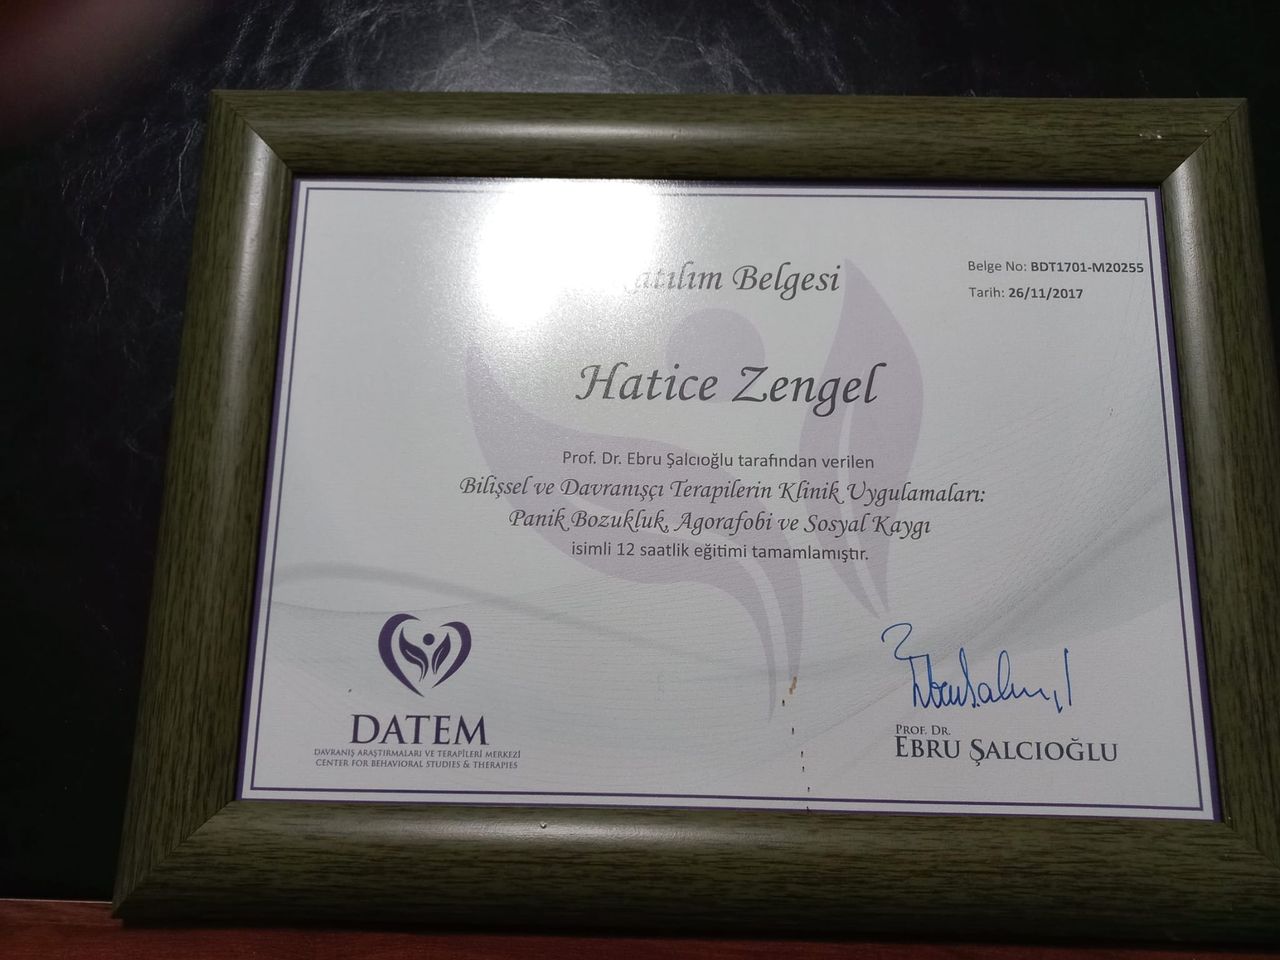 Katılım Belgesi
Belge No: BDT1701-M20255
Tarih: 26/11/2017
Hatice Zengel
Prof. Dr. Ebru Şalcıoğlu tarafından verilen
Bilişsel ve Davranışçı Terapilerin Klinik Uygulamaları:
Panik Bozukluk, Agorafobi ve Sosyal Kaygı
isimli 12 saatlik eğitimi tamamlamıştır.
DATEM
DAVRANIŞ ARAŞTIRMALARI VE TERAPİLERİ MERKEZİ
CENTER FOR BEHAVIORAL STUDIES & THERAPIES
PROF. DR.
EBRU ŞALCIOĞLU